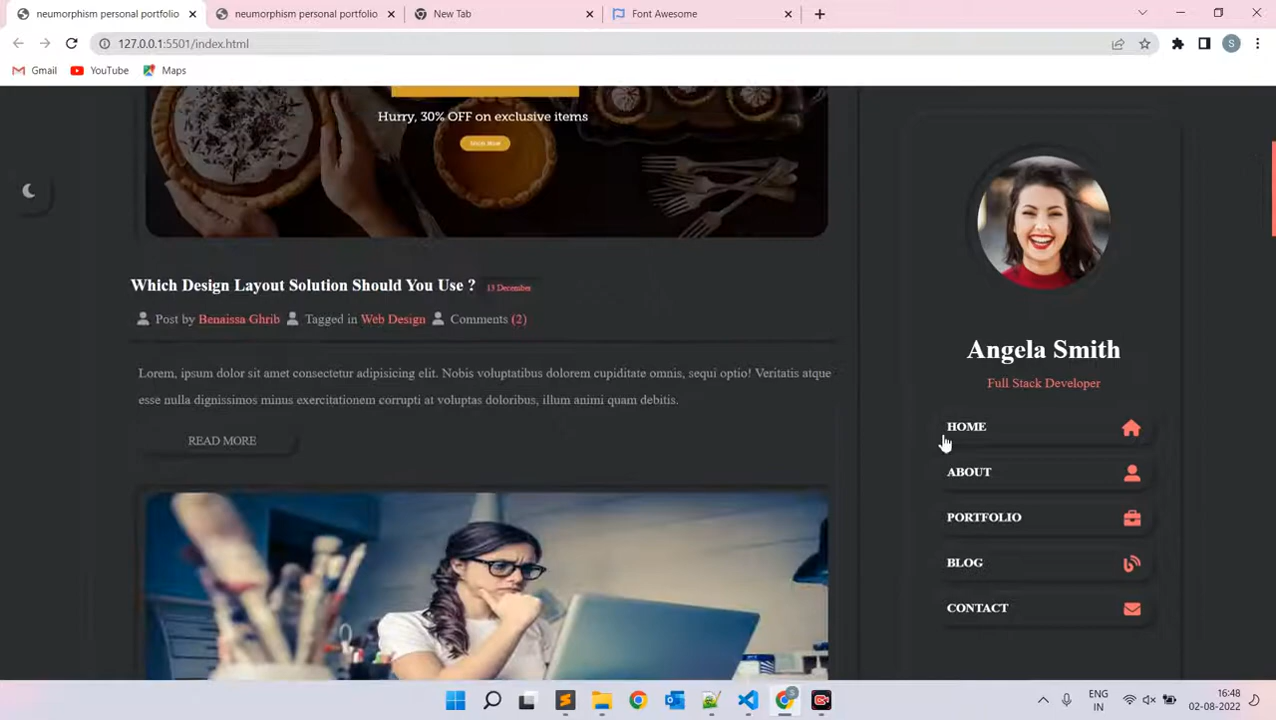 neumorphism personal portfolio
neumorphism personal portfolio
New Tab
Font Awesome
127.0.0.1:5501/index.html
Gmail
YouTube
Maps
Hurry, 30% OFF on exclusive items
Which Design Layout Solution Should You Use ?
13 December
Post by Benaissa Ghrib Tagged in Web Design Comments (2)
Lorem, ipsum dolor sit amet consectetur adipisicing elit. Nobis voluptatibus dolorem cupiditate omnis, sequi optio! Veritatis atque
esse nulla dignissimos minus exercitationem corrupti at voluptas doloribus, illum animi quam debitis.
READ MORE
Angela Smith
Full Stack Developer
HOME
ABOUT
PORTFOLIO
BLOG
CONTACT
S
S
ENG
IN
16:48
02-08-2022